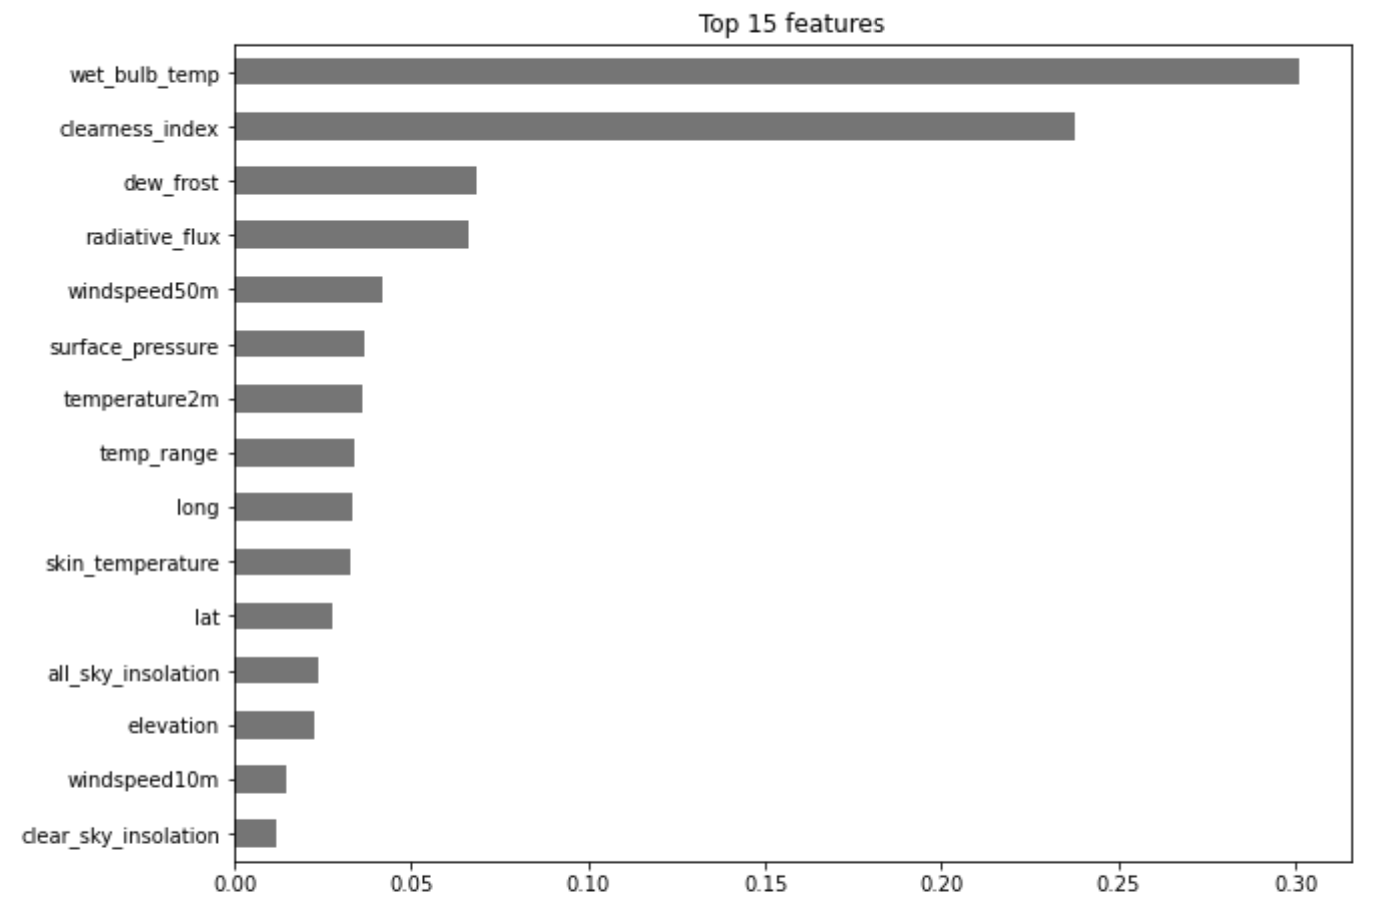 Top 15 features
wet_bulb_temp
clearness_index
dew_frost
radiative_flux
windspeed50m
surface_pressure
temperature2m
temp_range
long
skin_temperature
lat
all_sky_insolation
elevation
windspeed10m
clear_sky_insolation
0.00 0.05 0.10 0.15 0.20 0.25 0.30